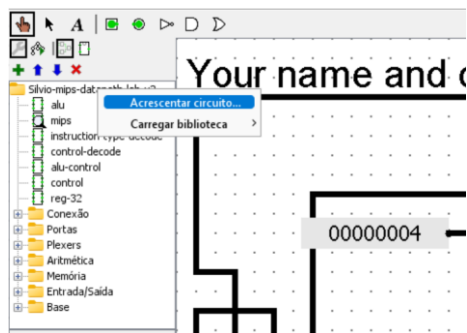 A
Your name and
Silvio-mips-datapath-lab-v2
Acrescentar circuito...
alu
mips
Carregar biblioteca
instruction-type-decode
control-decode
alu-control
control
reg-32
Conexão
Portas
Plexers
Aritmética
Memória
Entrada/Saída
Base
00000004